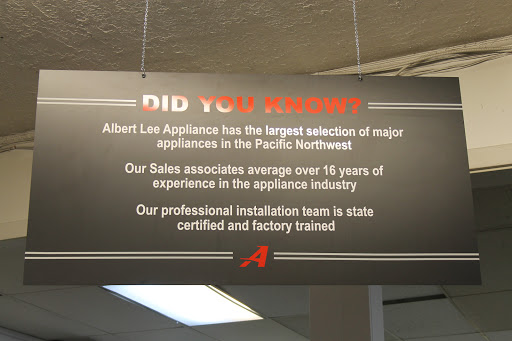 DID YOU KNOW?
Albert Lee Appliance has the largest selection of major
appliances in the Pacific Northwest
Our Sales associates average over 16 years of
experience in the appliance industry
Our professional installation team is state
certified and factory trained
A